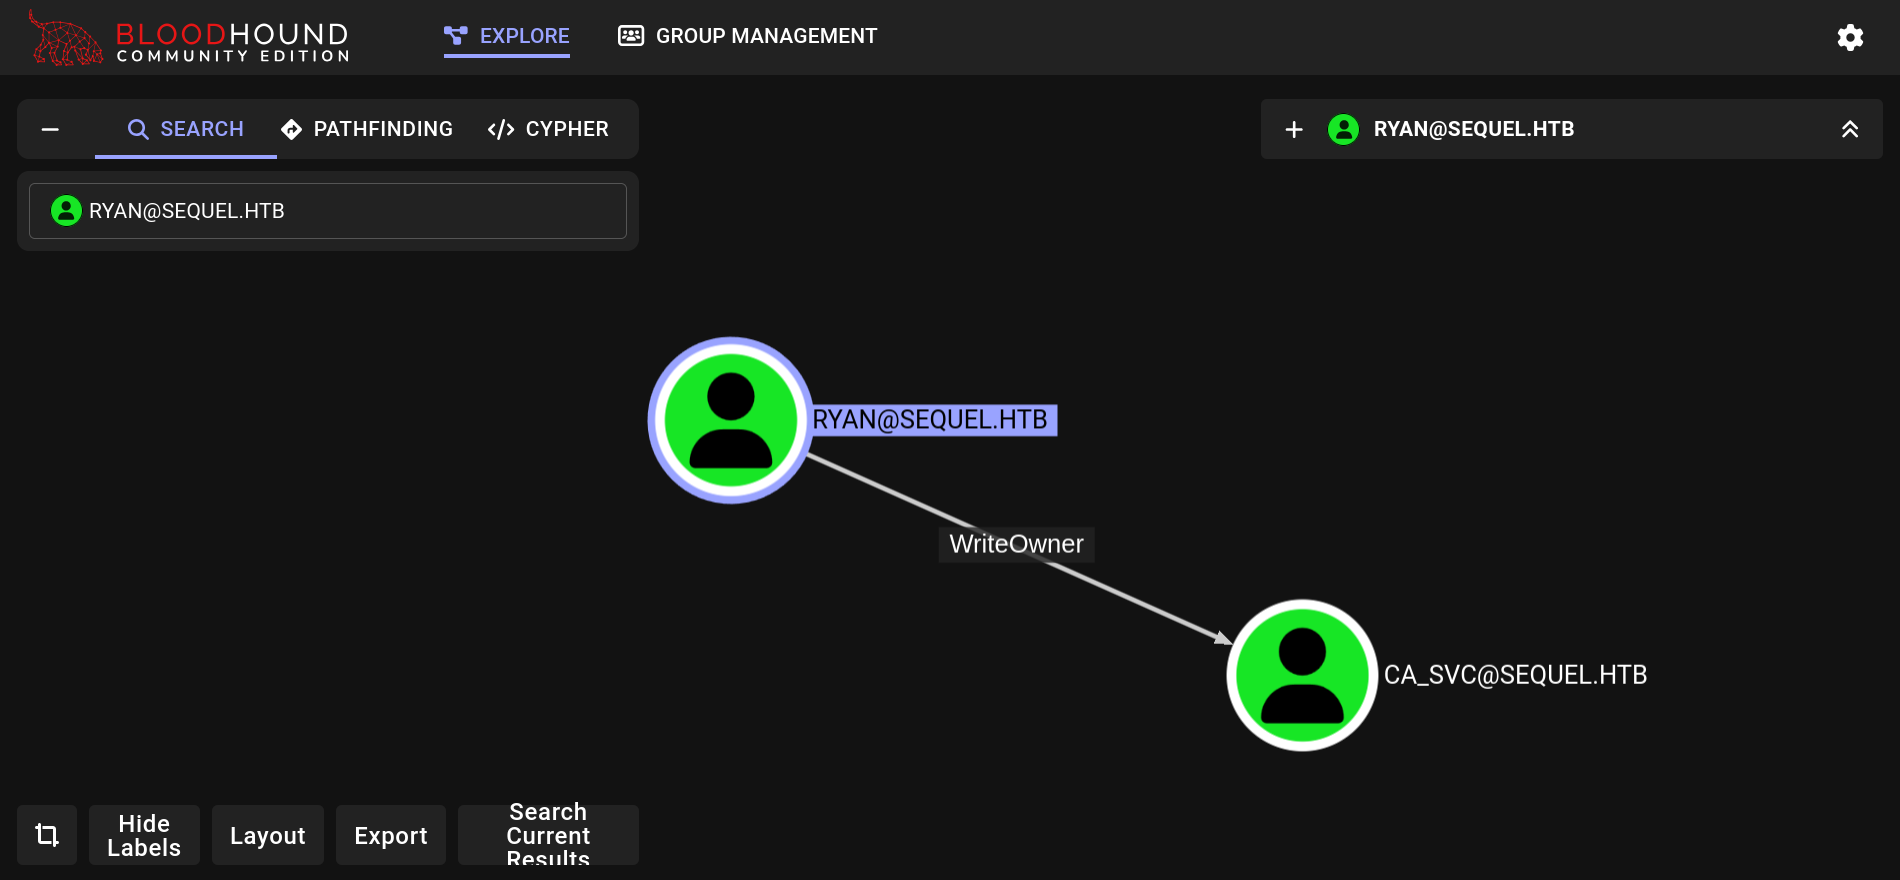 BLOODHOUND
COMMUNITY EDITION
EXPLORE
GROUP MANAGEMENT
SEARCH
PATHFINDING
CYPHER
RYAN@SEQUEL.HTB
RYAN@SEQUEL.HTB
RYAN@SEQUEL.HTB
WriteOwner
CA_SVC@SEQUEL.HTB
Hide
Labels
Layout
Export
Search
Current
Results